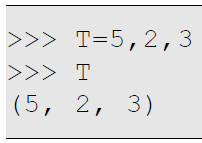 >>> T=5,2,3
>>> T
(5, 2, 3)